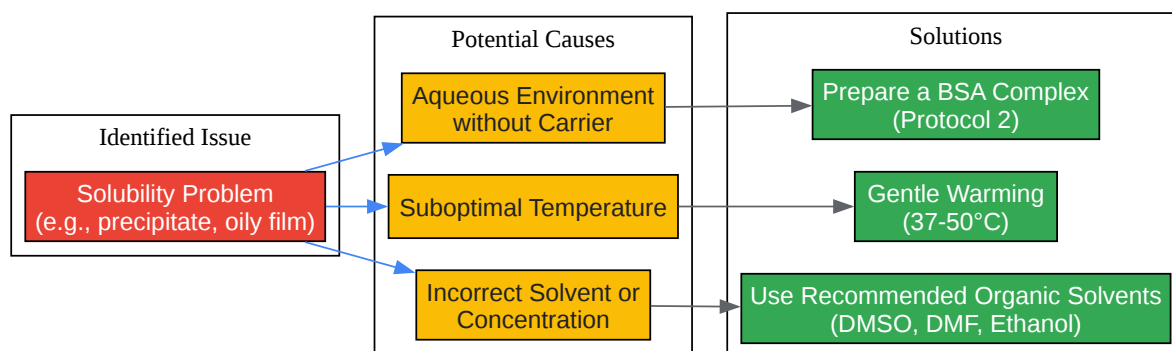 Identified Issue
Solubility Problem
(e.g., precipitate, oily film)
Potential Causes
Aqueous Environment
without Carrier
Suboptimal Temperature
Incorrect Solvent or
Concentration
Solutions
Prepare a BSA Complex
(Protocol 2)
Gentle Warming
(37-50°C)
Use Recommended Organic Solvents
(DMSO, DMF, Ethanol)